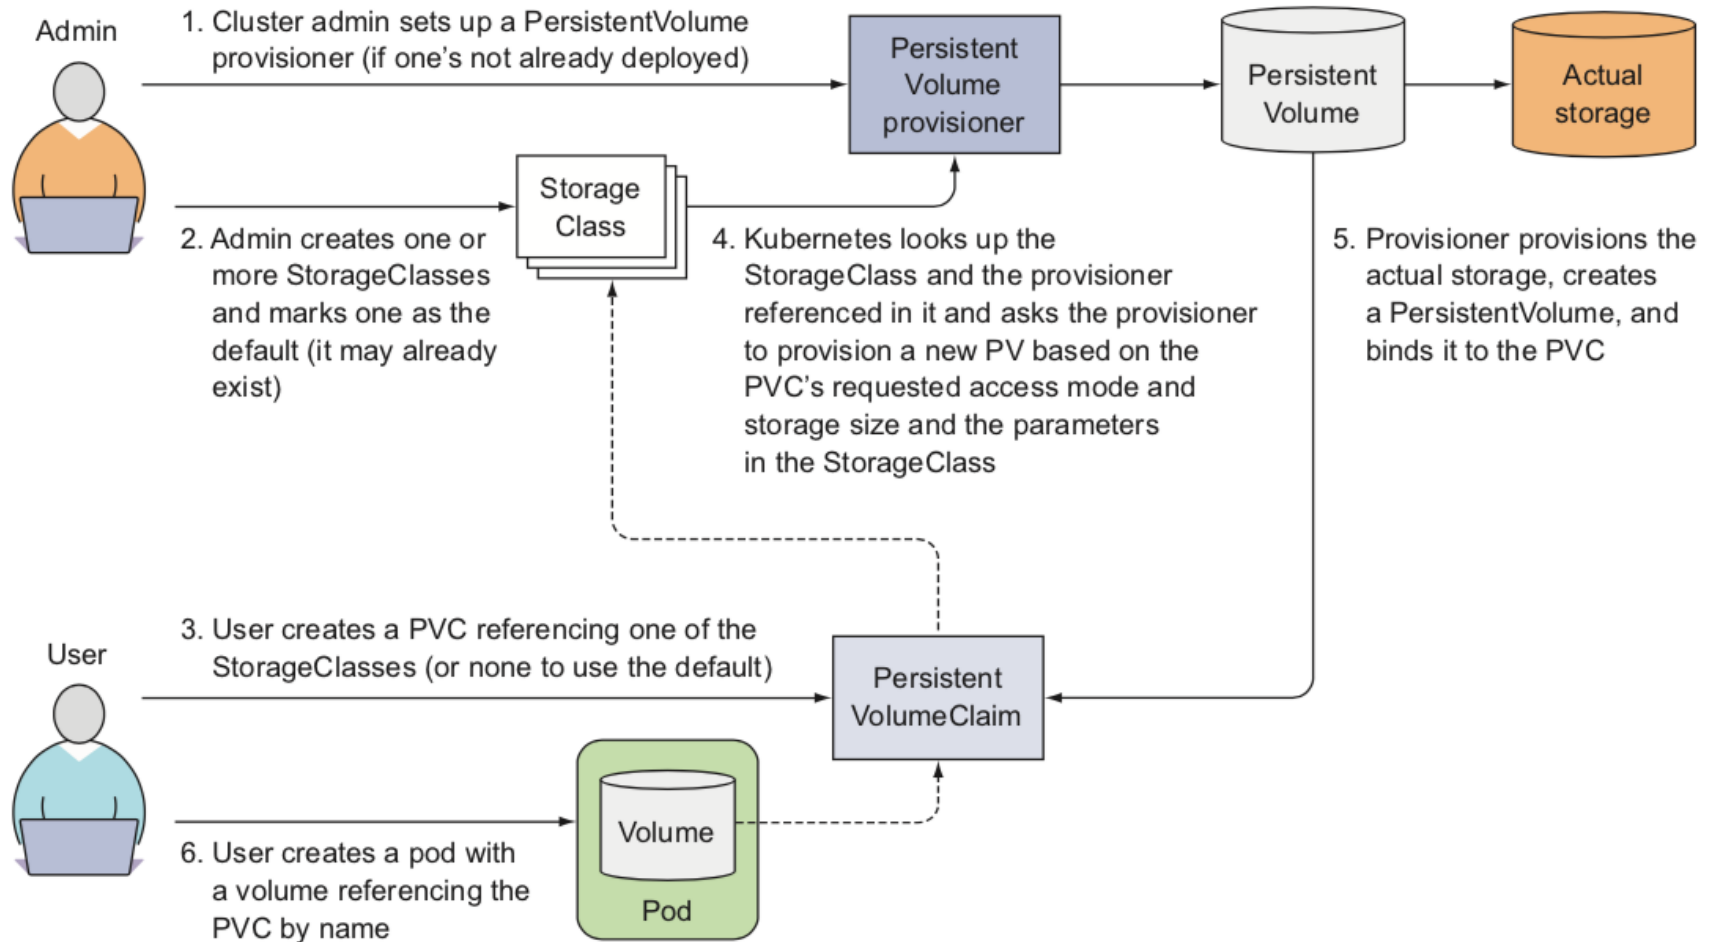 Admin
1. Cluster admin sets up a PersistentVolume
provisioner (if one's not already deployed)
Persistent
Volume
provisioner
Persistent
Volume
Actual
storage
Storage
Class
2. Admin creates one or
more StorageClasses
and marks one as the
default (it may already
exist)
4. Kubernetes looks up the
StorageClass and the provisioner
referenced in it and asks the provisioner
to provision a new PV based on the
PVC's requested access mode and
storage size and the parameters
in the StorageClass
5. Provisioner provisions the
actual storage, creates
a PersistentVolume, and
binds it to the PVC
User
3. User creates a PVC referencing one of the
StorageClasses (or none to use the default)
Persistent
VolumeClaim
Volume
Pod
6. User creates a pod with
a volume referencing the
PVC by name